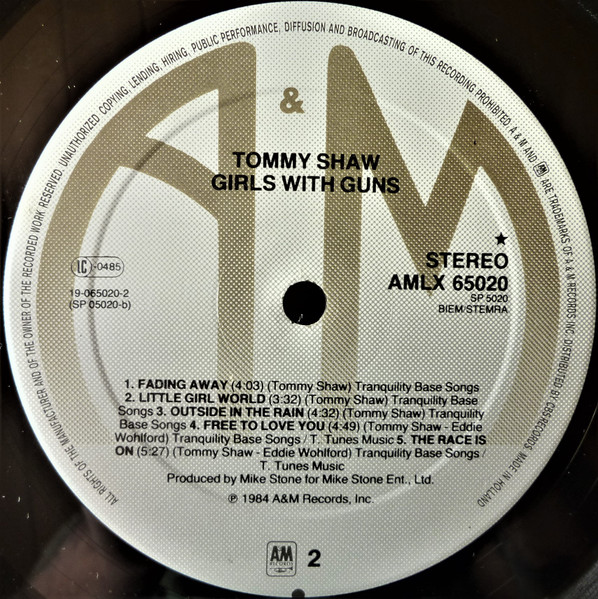 ALL RIGHTS OF THE MANUFACTURER AND OF THE OWNER OF THE RECORDED WORK RESERVED. UNAUTHORIZED COPYING, LENDING, HIRING, PUBLIC PERFORMANCE, DIFFUSION AND BROADCASTING OF THIS RECORDING PROHIBITED. A & M AND AM ARE TRADEMARKS OF A & M RECORDS INC. DISTRIBUTED BY CBS-RECORDS. MADE IN HOLLAND
A & M
TOMMY SHAW
GIRLS WITH GUNS
★
STEREO
AMLX 65020
SP 5020
BIEM/STEMRA
LC -0485
19-065020-2
(SP 05020-b)
1. FADING AWAY (4:03) (Tommy Shaw) Tranquility Base Songs
2. LITTLE GIRL WORLD (3:32) (Tommy Shaw) Tranquility Base
Songs 3. OUTSIDE IN THE RAIN (4:32) (Tommy Shaw) Tranquility
Base Songs 4. FREE TO LOVE YOU (4:49) (Tommy Shaw - Eddie
Wohlford) Tranquility Base Songs / T. Tunes Music 5. THE RACE IS
ON (5:27) (Tommy Shaw - Eddie Wohlford) Tranquility Base Songs /
T. Tunes Music
Produced by Mike Stone for Mike Stone Ent., Ltd.
℗ 1984 A&M Records, Inc.
AM
RECORDS
2